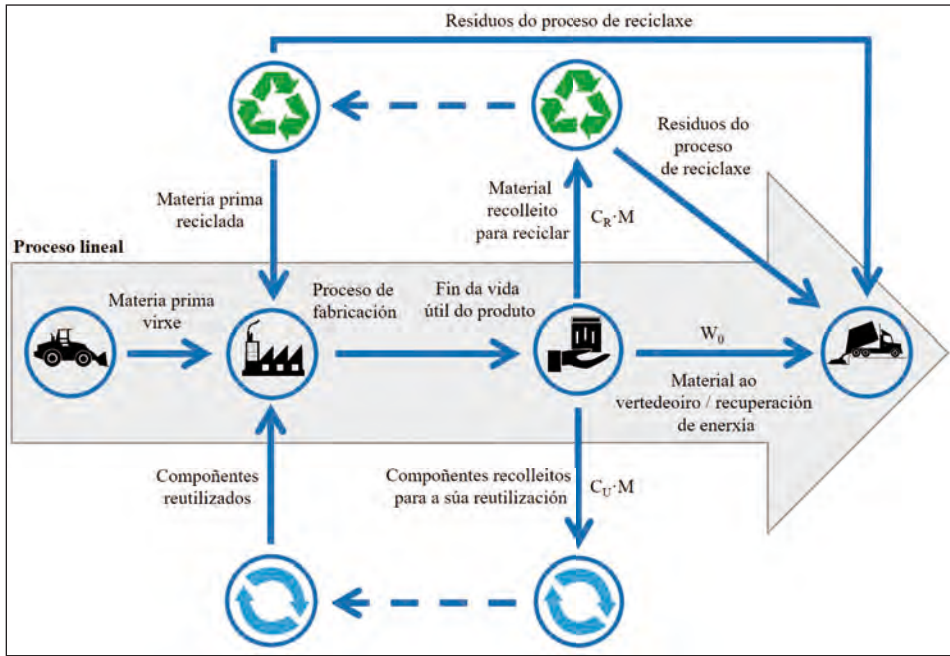 Residuos do proceso de reciclaxe
Residuos do
proceso
de reciclaxe
Materia prima
reciclada
Material
recolleito
para reciclar
C_R·M
Proceso lineal
Materia prima
virxe
Proceso de
fabricación
Fin da vida
útil do produto
W_0
Material ao
vertedeoiro / recuperación
de enerxía
Compoñentes
reutilizados
Compoñentes recolleitos
para a súa reutilización
C_U·M